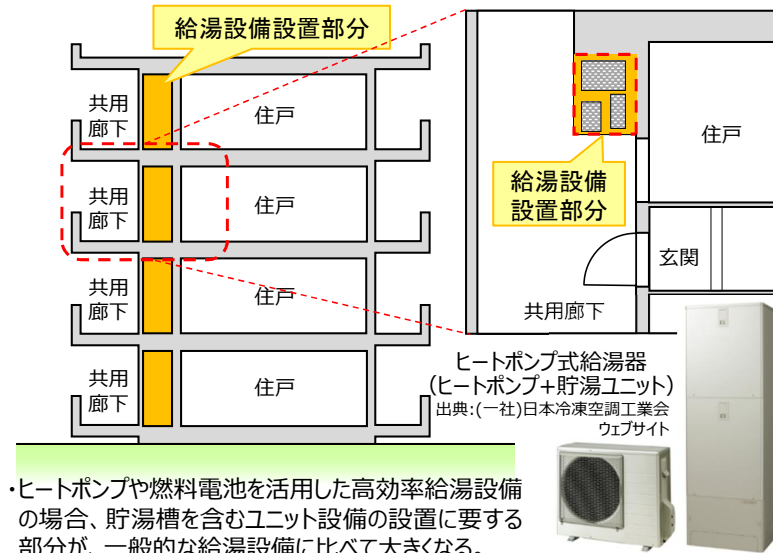 給湯設備設置部分
共用
廊下
住戸
共用
廊下
住戸
共用
廊下
住戸
共用
廊下
住戸
給湯設備
設置部分
住戸
玄関
共用廊下
ヒートポンプ式給湯器
(ヒートポンプ+貯湯ユニット)
出典:(一社)日本冷凍空調工業会
ウェブサイト
・ヒートポンプや燃料電池を活用した高効率給湯設備
の場合、貯湯槽を含むユニット設備の設置に要する
部分が、一般的な給湯設備に比べて大きくなる。